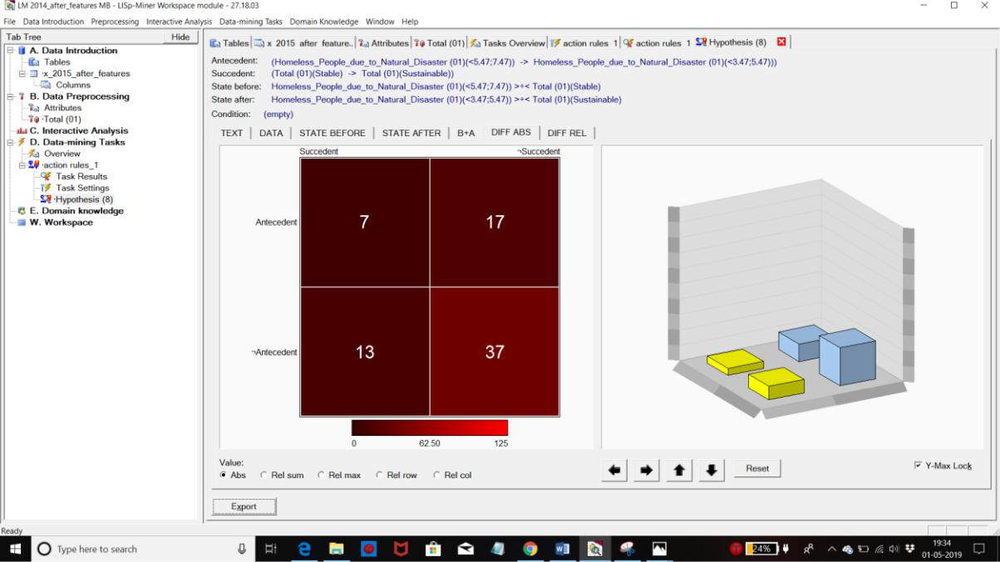 LM 2014_after_features MB - LISp-Miner Workspace module - 27.18.03
File Data Introduction Preprocessing Interactive Analysis Data-mining Tasks Domain Knowledge Window Help
Tab Tree Hide
A. Data Introduction
Tables
·x_2015_after_features
Columns
B. Data Preprocessing
Attributes
·Total (01)
C. Interactive Analysis
D. Data-mining Tasks
Overview
·action rules_1
Task Results
Task Settings
·Hypothesis (8)
E. Domain knowledge
W. Workspace
Tables x 2015 after feature.. Attributes Total (01) Tasks Overview action rules 1 action rules 1 Hypothesis (8)
Antecedent: (Homeless_People_due_to_Natural_Disaster (01)(<5.47;7.47)) -> Homeless_People_due_to_Natural_Disaster (01)(<3.47;5.47)))
Succedent: (Total (01)(Stable) -> Total (01)(Sustainable))
State before: Homeless_People_due_to_Natural_Disaster (01)(<5.47;7.47)) >÷< Total (01)(Stable)
State after: Homeless_People_due_to_Natural_Disaster (01)(<3.47;5.47)) >÷< Total (01)(Sustainable)
Condition: (empty)
TEXT DATA STATE BEFORE STATE AFTER B+A DIFF ABS DIFF REL
Succedent ¬Succedent
Antecedent 7 17
¬Antecedent 13 37
0 62.50 125
Value:
Abs Rel sum Rel max Rel row Rel col
Reset
Y-Max Lock
Export
Ready
Type here to search
24%
19:34
01-05-2019